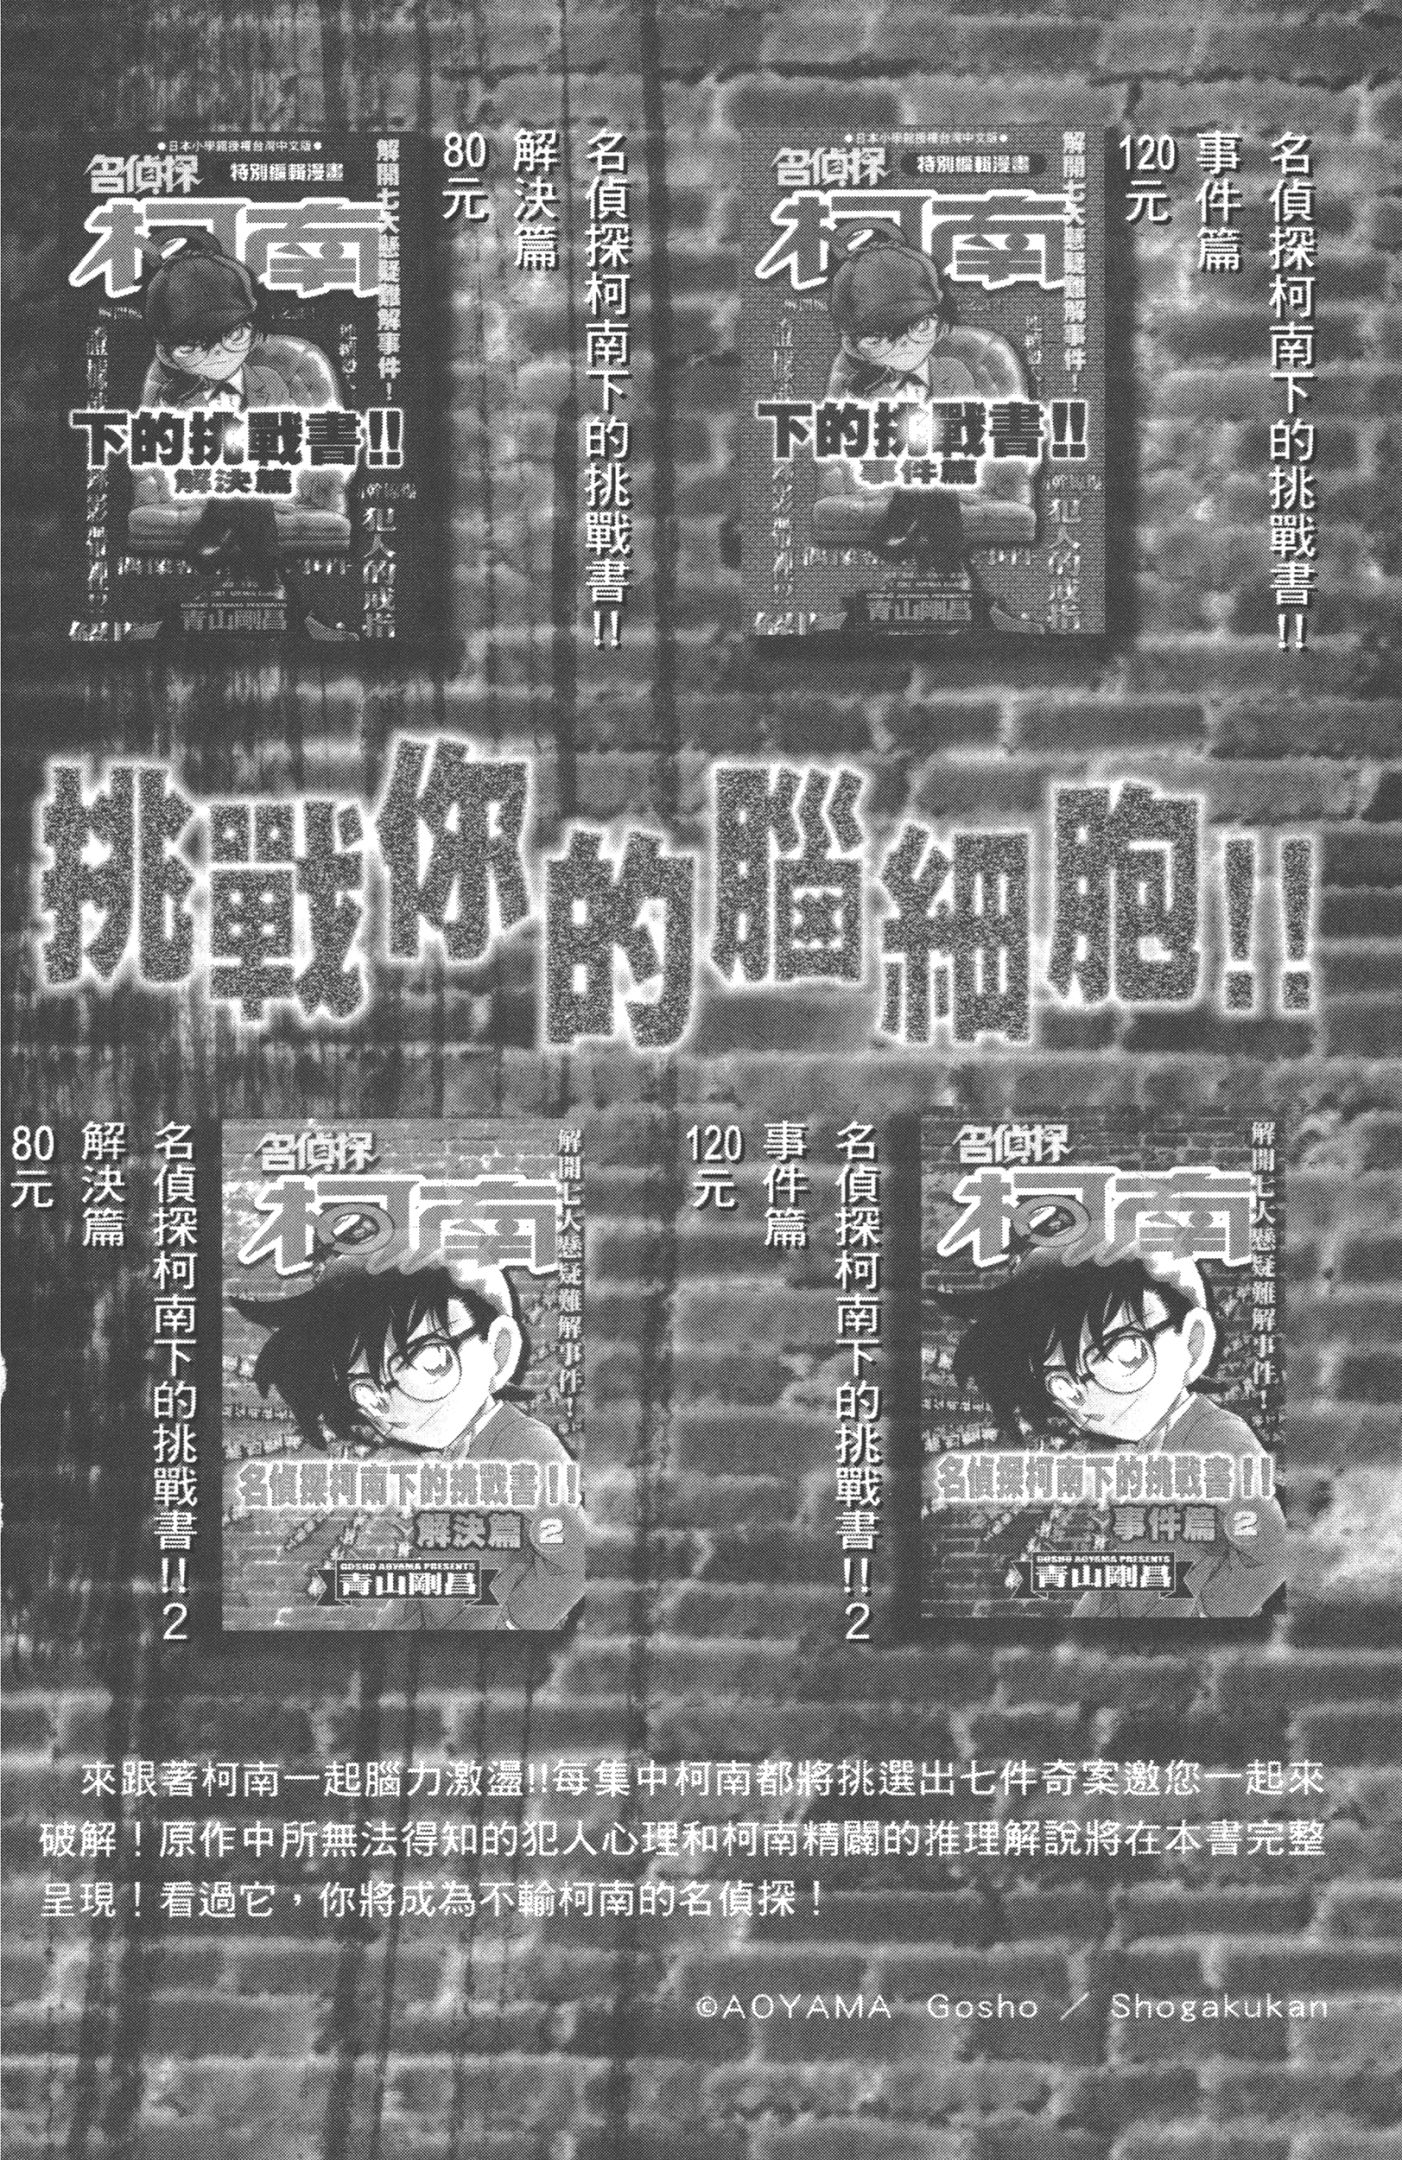 名偵探柯南下的挑戰書!!
事件篇
120元
●日本小學館授權台灣中文版●
名偵探
特別編輯漫畫
柯南
解開七大懸疑難解事件！
下的挑戰書!!
事件篇
犯人的戒指
青山剛昌
名偵探柯南下的挑戰書!!
解決篇
80元
●日本小學館授權台灣中文版●
名偵探
特別編輯漫畫
柯南
解開七大懸疑難解事件！
下的挑戰書!!
解決篇
犯人的戒指
青山剛昌
挑戰你的腦細胞!!
名偵探
柯南
解開七大懸疑難解事件！
名偵探柯南下的挑戰書!!
事件篇 2
GOSHO AOYAMA PRESENTS
青山剛昌
名偵探柯南下的挑戰書!!2
事件篇
120元
名偵探
柯南
解開七大懸疑難解事件！
名偵探柯南下的挑戰書!!
解決篇 2
GOSHO AOYAMA PRESENTS
青山剛昌
名偵探柯南下的挑戰書!!2
解決篇
80元
來跟著柯南一起腦力激盪!!每集中柯南都將挑選出七件奇案邀您一起來
破解！原作中所無法得知的犯人心理和柯南精闢的推理解說將在本書完整
呈現！看過它，你將成為不輸柯南的名偵探！
©AOYAMA Gosho／Shogakukan